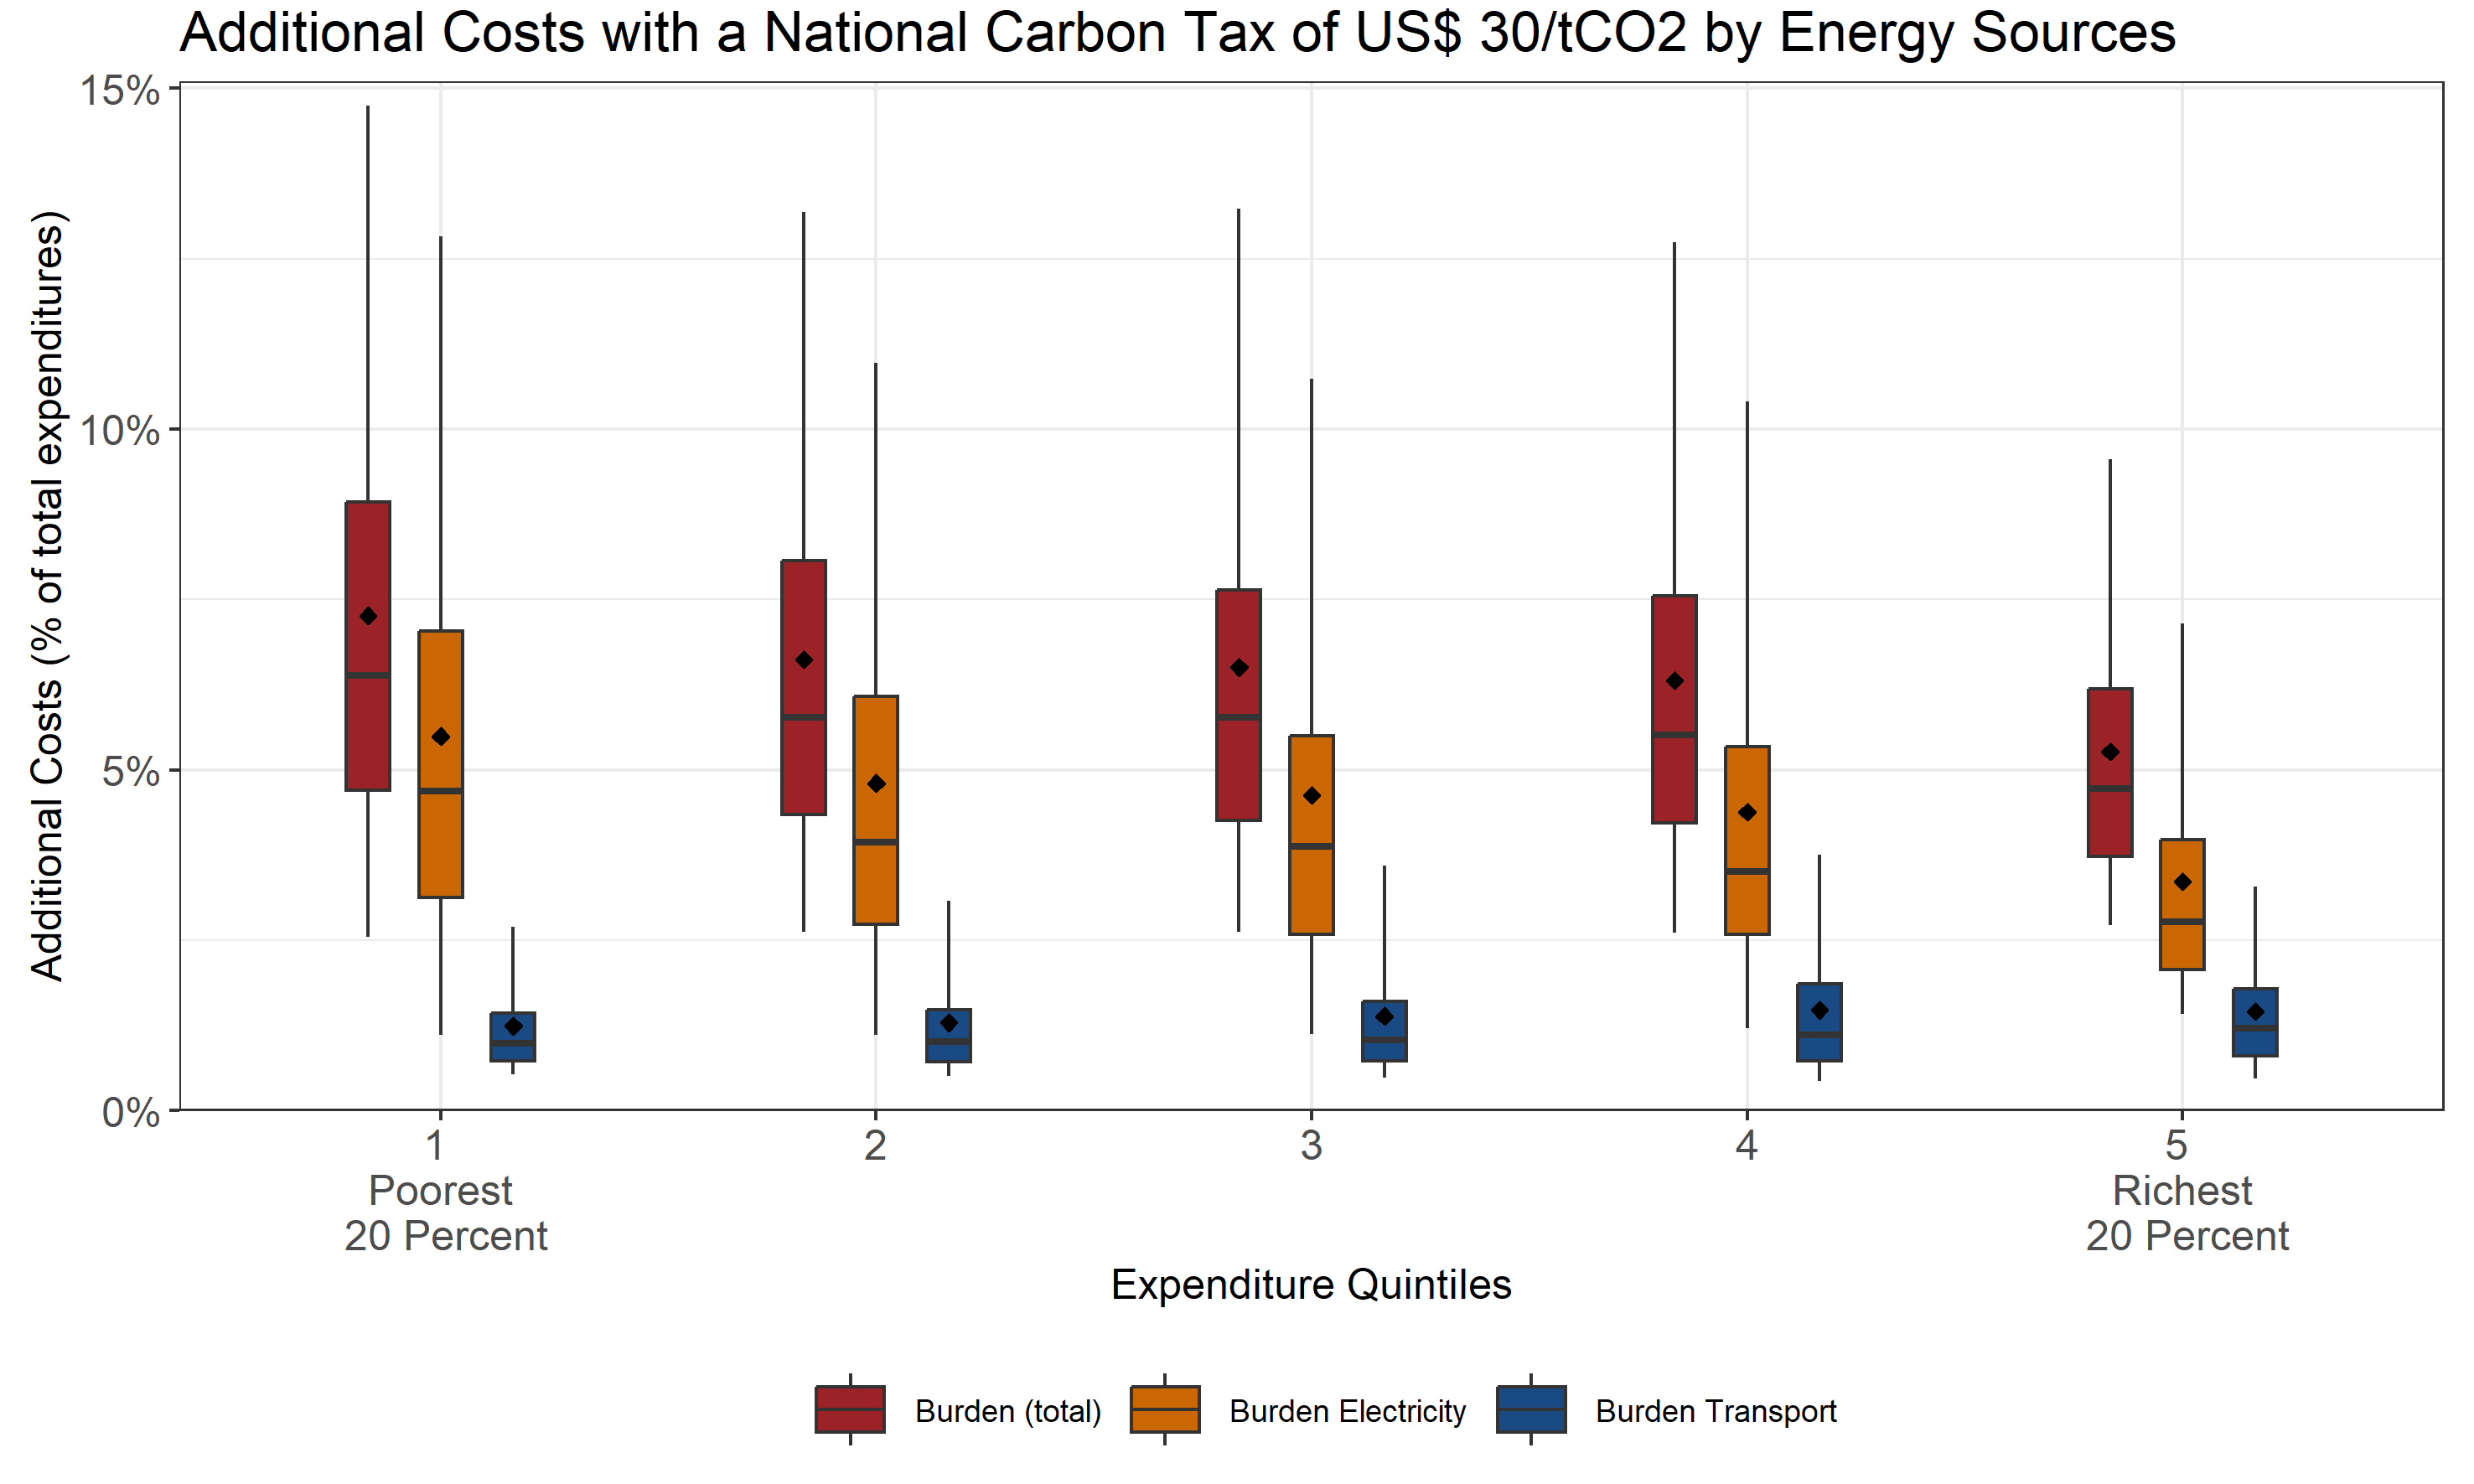 Additional Costs with a National Carbon Tax of US$ 30/tCO2 by Energy Sources
Additional Costs (% of total expenditures)
15%
10%
5%
0%
1
Poorest
20 Percent
2
3
4
5
Richest
20 Percent
Expenditure Quintiles
Burden (total)
Burden Electricity
Burden Transport